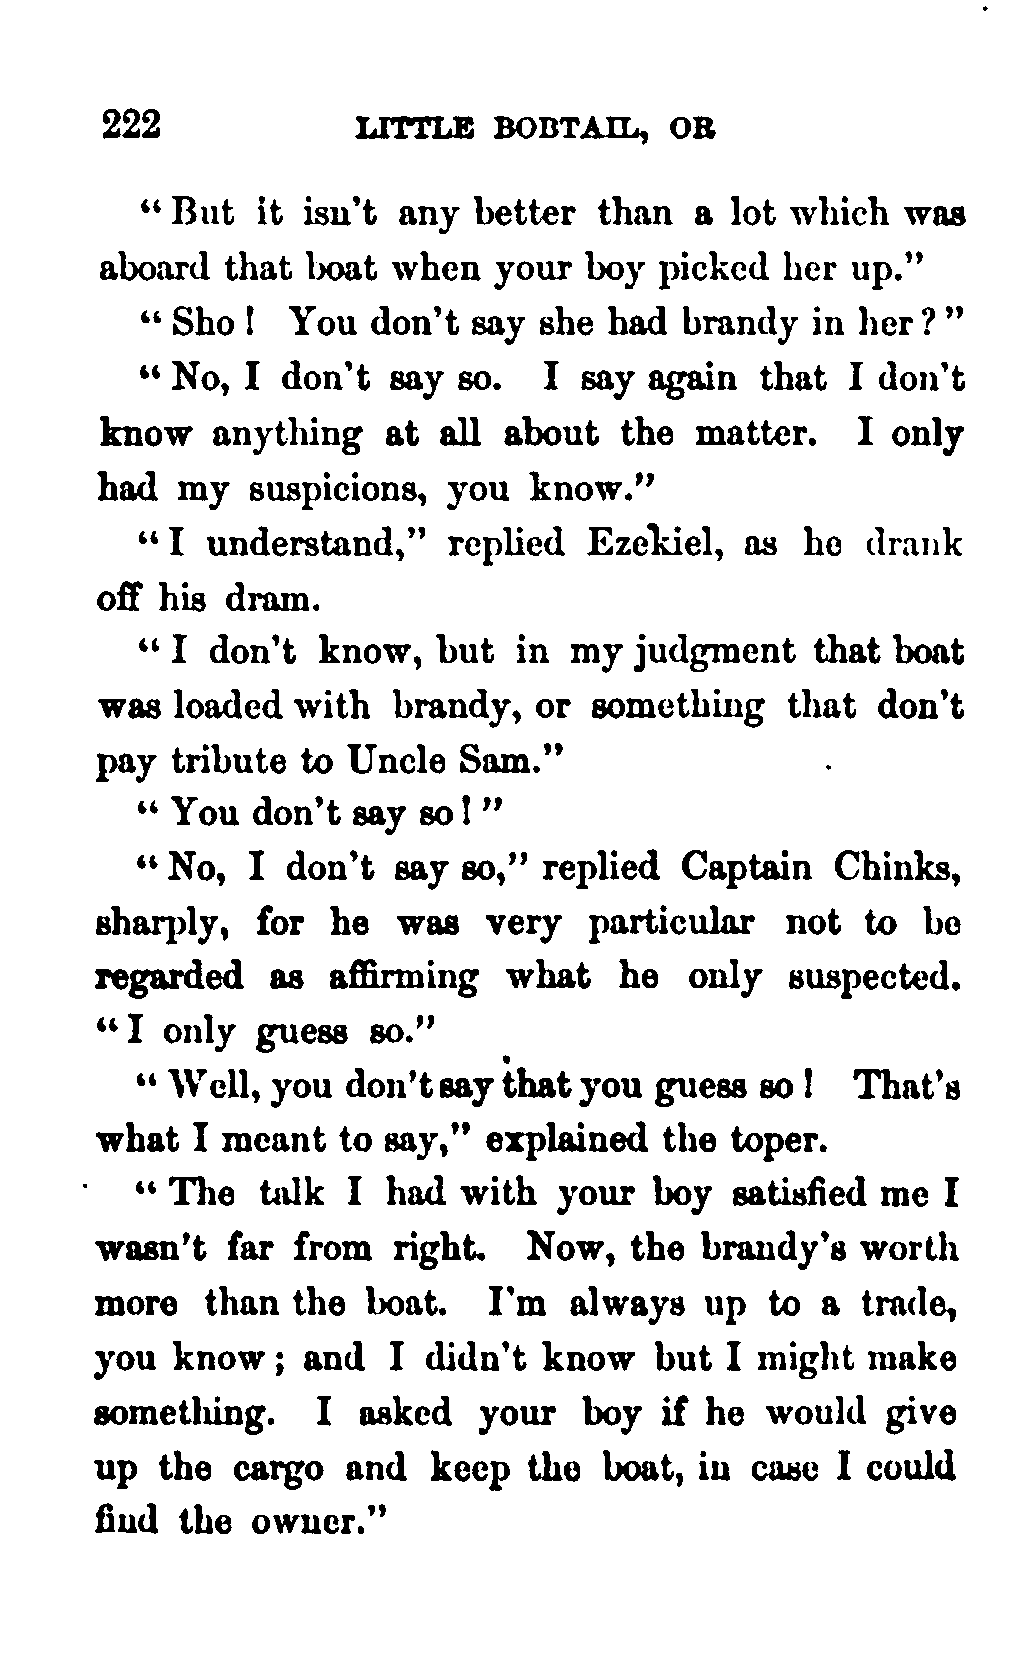 222 LITTLE BOBTAIL, OR
"But it isn't any better than a lot which was
aboard that boat when your boy picked her up."
"Sho! You don't say she had brandy in her?"
"No, I don't say so. I say again that I don't
know anything at all about the matter. I only
had my suspicions, you know."
"I understand," replied Ezekiel, as he drank
off his dram.
"I don't know, but in my judgment that boat
was loaded with brandy, or something that don't
pay tribute to Uncle Sam."
"You don't say so!"
"No, I don't say so," replied Captain Chinks,
sharply, for he was very particular not to be
regarded as affirming what he only suspected.
"I only guess so."
"Well, you don't say that you guess so! That's
what I meant to say," explained the toper.
"The talk I had with your boy satisfied me I
wasn't far from right. Now, the brandy's worth
more than the boat. I'm always up to a trade,
you know; and I didn't know but I might make
something. I asked your boy if he would give
up the cargo and keep the boat, in case I could
find the owner."